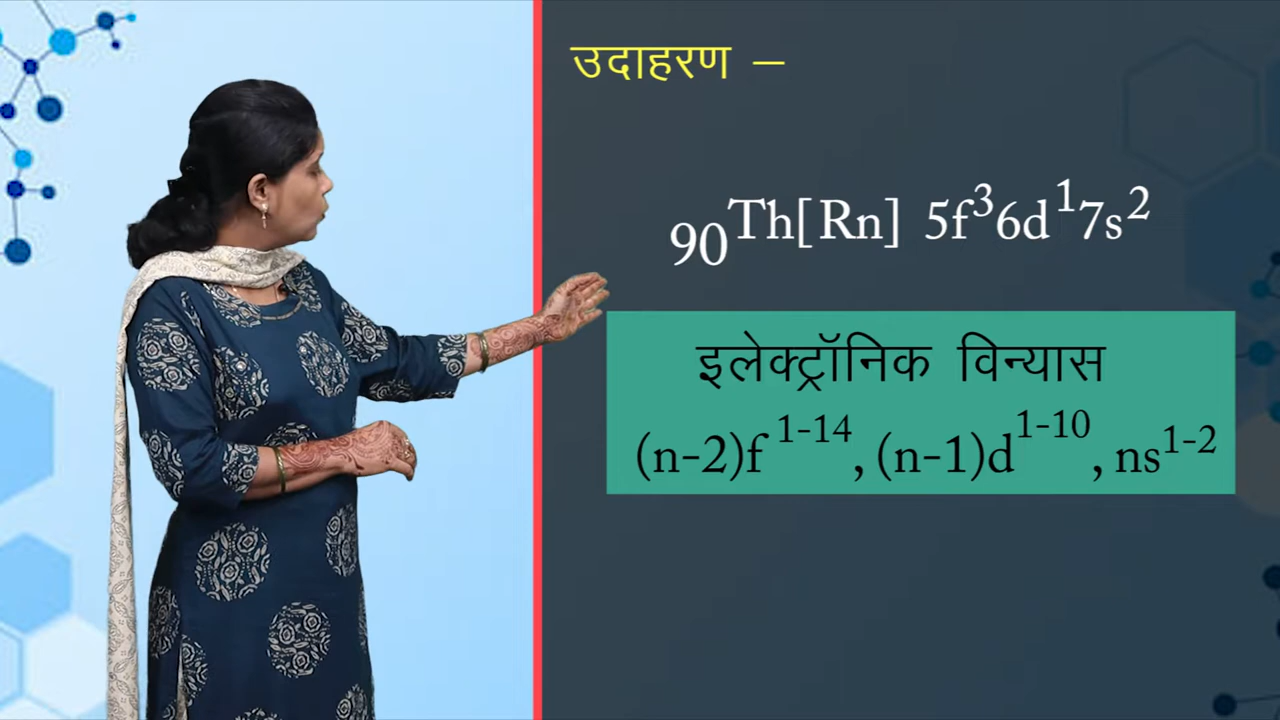 उदाहरण –
₉₀Th[Rn] 5f³6d¹7s²
इलेक्ट्रॉनिक विन्यास
(n-2)f¹⁻¹⁴, (n-1)d¹⁻¹⁰, ns¹⁻²